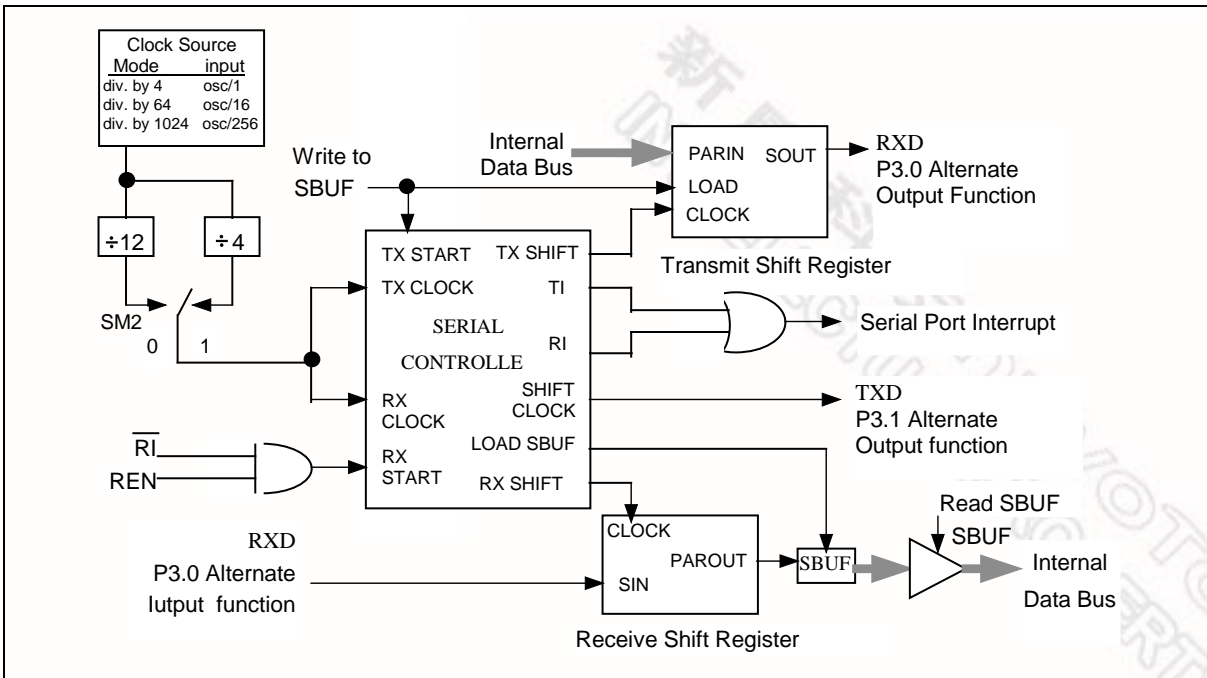 Clock Source
Mode input
div. by 4 osc/1
div. by 64 osc/16
div. by 1024 osc/256
÷12
÷4
SM2
0 1
Write to
SBUF
Internal
Data Bus
PARIN SOUT
LOAD
CLOCK
Transmit Shift Register
RXD
P3.0 Alternate
Output Function
TX START TX SHIFT
TX CLOCK TI
SERIAL
CONTROLLE
RI
SHIFT
CLOCK
RX
CLOCK
LOAD SBUF
RX
START
RX SHIFT
Serial Port Interrupt
TXD
P3.1 Alternate
Output function
R̅I̅
REN
RXD
P3.0 Alternate
Iutput function
CLOCK
PAROUT
SIN
Receive Shift Register
SBUF
Read SBUF
SBUF
Internal
Data Bus